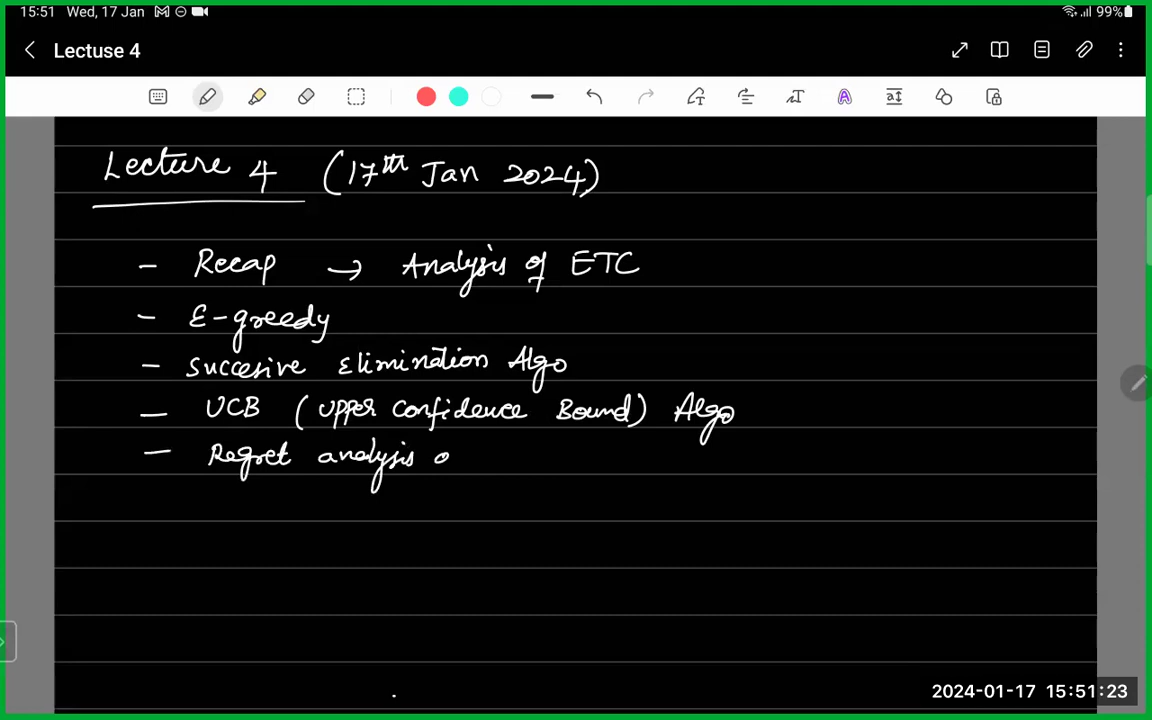 15:51 Wed, 17 Jan
99%
Lectuse 4
Lecture 4 (17th Jan 2024)
- Recap → Analysis of ETC
- ε-greedy
- Succesive Elimination Algo
- UCB (Upper Confidence Bound) Algo
- Regret analysis o
2024-01-17 15:51:23